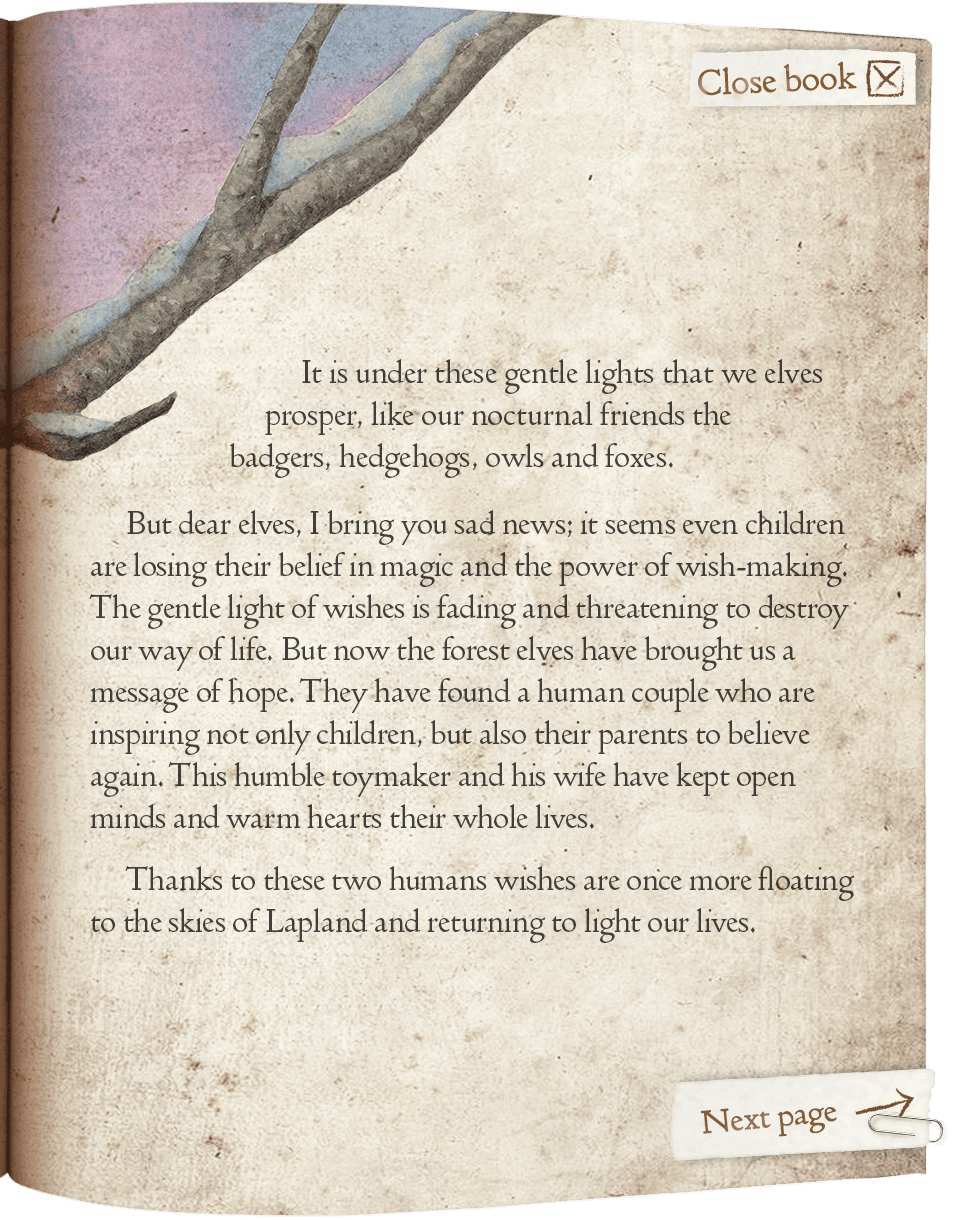 Close book
It is under these gentle lights that we elves
prosper, like our nocturnal friends the
badgers, hedgehogs, owls and foxes.
But dear elves, I bring you sad news; it seems even children
are losing their belief in magic and the power of wish-making.
The gentle light of wishes is fading and threatening to destroy
our way of life. But now the forest elves have brought us a
message of hope. They have found a human couple who are
inspiring not only children, but also their parents to believe
again. This humble toymaker and his wife have kept open
minds and warm hearts their whole lives.
Thanks to these two humans wishes are once more floating
to the skies of Lapland and returning to light our lives.
Next page